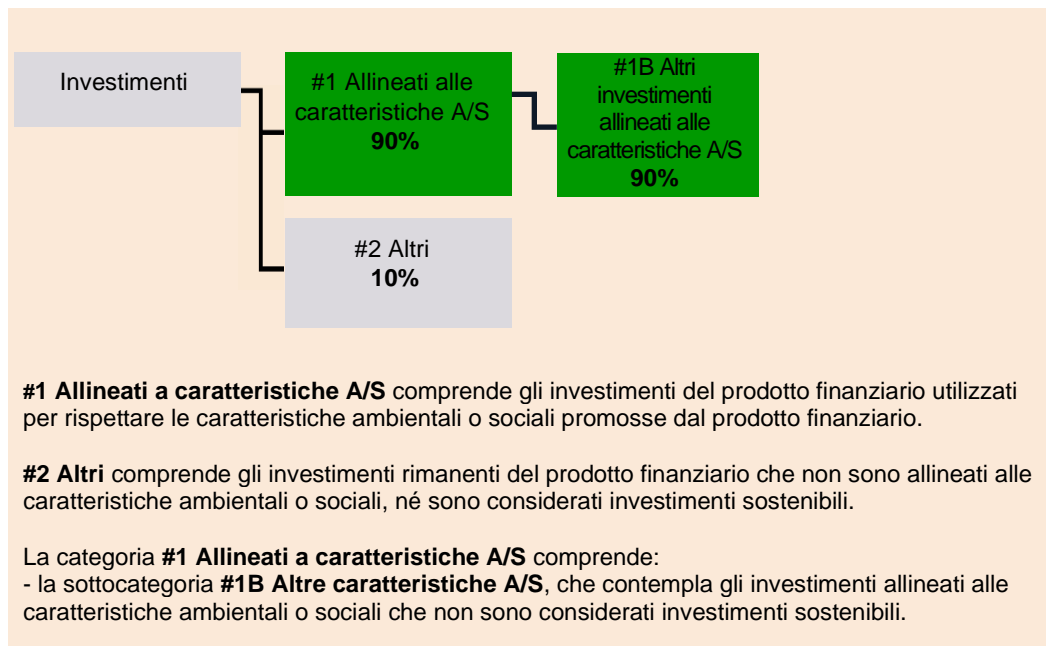 Investimenti
#1 Allineati alle
caratteristiche A/S
90%
#1B Altri
investimenti
allineati alle
caratteristiche A/S
90%
#2 Altri
10%
#1 Allineati a caratteristiche A/S comprende gli investimenti del prodotto finanziario utilizzati
per rispettare le caratteristiche ambientali o sociali promosse dal prodotto finanziario.
#2 Altri comprende gli investimenti rimanenti del prodotto finanziario che non sono allineati alle
caratteristiche ambientali o sociali, né sono considerati investimenti sostenibili.
La categoria #1 Allineati a caratteristiche A/S comprende:
- la sottocategoria #1B Altre caratteristiche A/S, che contempla gli investimenti allineati alle
caratteristiche ambientali o sociali che non sono considerati investimenti sostenibili.